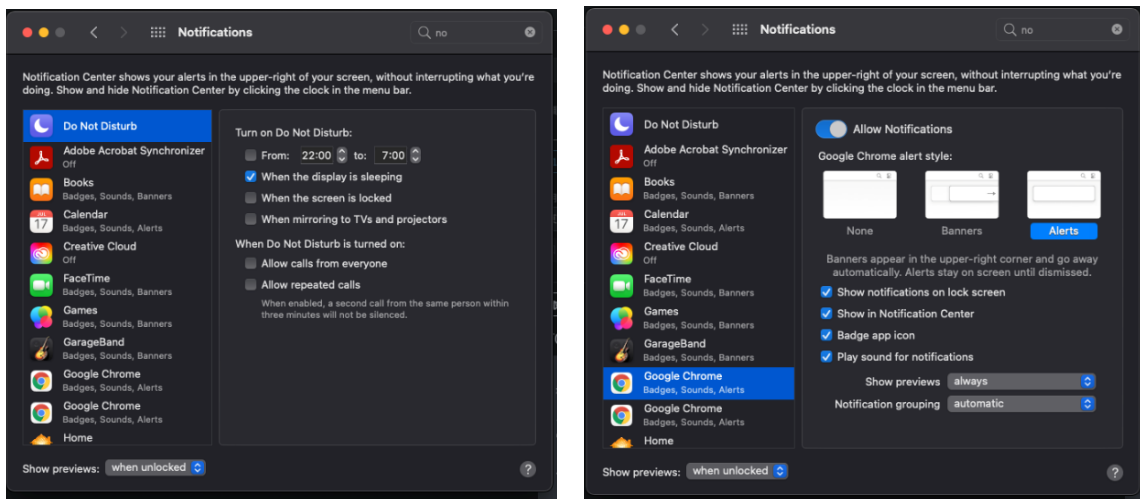 Notifications
no
Notification Center shows your alerts in the upper-right of your screen, without interrupting what you're
doing. Show and hide Notification Center by clicking the clock in the menu bar.
Do Not Disturb
Adobe Acrobat Synchronizer
Off
Books
Badges, Sounds, Banners
JUL
17
Calendar
Badges, Sounds, Alerts
Creative Cloud
Off
FaceTime
Badges, Sounds, Banners
Games
Badges, Sounds, Banners
GarageBand
Badges, Sounds, Banners
Google Chrome
Badges, Sounds, Alerts
Google Chrome
Badges, Sounds, Alerts
Home
Turn on Do Not Disturb:
From: 22:00 to: 7:00
When the display is sleeping
When the screen is locked
When mirroring to TVs and projectors
When Do Not Disturb is turned on:
Allow calls from everyone
Allow repeated calls
When enabled, a second call from the same person within
three minutes will not be silenced.
Show previews: when unlocked
?
Notifications
no
Notification Center shows your alerts in the upper-right of your screen, without interrupting what you're
doing. Show and hide Notification Center by clicking the clock in the menu bar.
Do Not Disturb
Adobe Acrobat Synchronizer
Off
Books
Badges, Sounds, Banners
JUL
17
Calendar
Badges, Sounds, Alerts
Creative Cloud
Off
FaceTime
Badges, Sounds, Banners
Games
Badges, Sounds, Banners
GarageBand
Badges, Sounds, Banners
Google Chrome
Badges, Sounds, Alerts
Google Chrome
Badges, Sounds, Alerts
Home
Allow Notifications
Google Chrome alert style:
None
Banners
Alerts
Banners appear in the upper-right corner and go away
automatically. Alerts stay on screen until dismissed.
Show notifications on lock screen
Show in Notification Center
Badge app icon
Play sound for notifications
Show previews always
Notification grouping automatic
Show previews: when unlocked
?